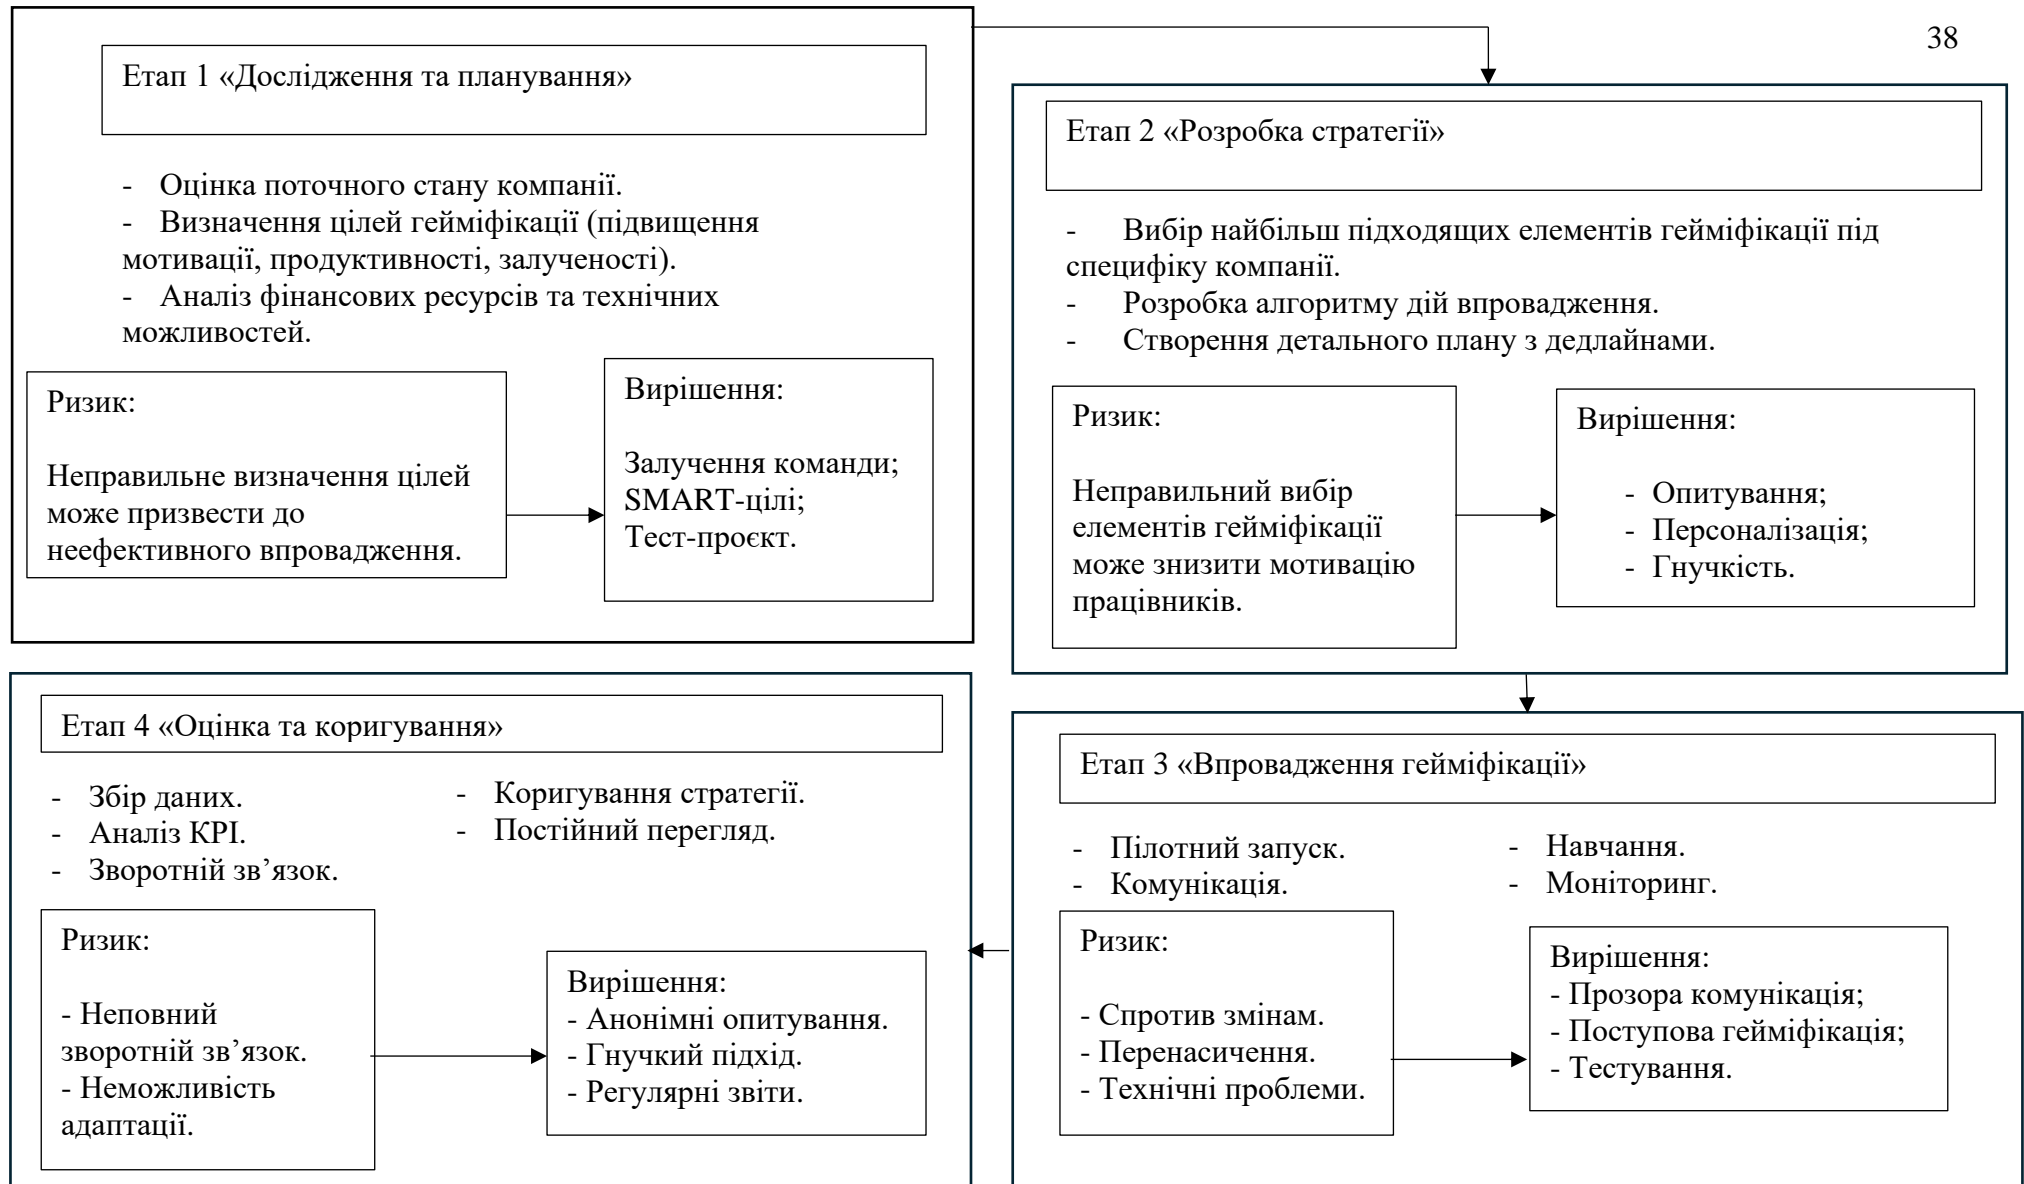 38
Етап 1 «Дослідження та планування»
- Оцінка поточного стану компанії.
- Визначення цілей гейміфікації (підвищення
мотивації, продуктивності, залученості).
- Аналіз фінансових ресурсів та технічних
можливостей.
Ризик:
Неправильне визначення цілей
може призвести до
неефективного впровадження.
Вирішення:
Залучення команди;
SMART-цілі;
Тест-проєкт.
Етап 2 «Розробка стратегії»
- Вибір найбільш підходящих елементів гейміфікації під
специфіку компанії.
- Розробка алгоритму дій впровадження.
- Створення детального плану з дедлайнами.
Ризик:
Неправильний вибір
елементів гейміфікації
може знизити мотивацію
працівників.
Вирішення:
- Опитування;
- Персоналізація;
- Гнучкість.
Етап 3 «Впровадження гейміфікації»
- Пілотний запуск.
- Комунікація.
- Навчання.
- Моніторинг.
Ризик:
- Спротив змінам.
- Перенасичення.
- Технічні проблеми.
Вирішення:
- Прозора комунікація;
- Поступова гейміфікація;
- Тестування.
Етап 4 «Оцінка та коригування»
- Збір даних.
- Аналіз KPI.
- Зворотній зв’язок.
- Коригування стратегії.
- Постійний перегляд.
Ризик:
- Неповний
зворотній зв’язок.
- Неможливість
адаптації.
Вирішення:
- Анонімні опитування.
- Гнучкий підхід.
- Регулярні звіти.